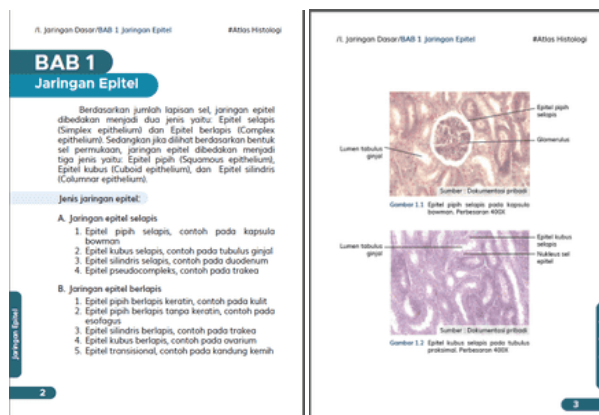 /I. Jaringan Dasar/BAB 1 Jaringan Epitel
#Atlas Histologi
BAB 1
Jaringan Epitel
Berdasarkan jumlah lapisan sel, jaringan epitel
dibedakan menjadi dua jenis yaitu: Epitel selapis
(Simplex epithelium) dan Epitel berlapis (Complex
epithelium). Sedangkan jika dilihat berdasarkan bentuk
sel permukaan, jaringan epitel dibedakan menjadi
tiga jenis yaitu: Epitel pipih (Squamous epithelium),
Epitel kubus (Cuboid epithelium), dan Epitel silindris
(Columnar epithelium).
Jenis jaringan epitel:
A. Jaringan epitel selapis
1. Epitel pipih selapis, contoh pada kapsula
bowman
2. Epitel kubus selapis, contoh pada tubulus ginjal
3. Epitel silindris selapis, contoh pada duodenum
4. Epitel pseudocompleks, contoh pada trakea
B. Jaringan epitel berlapis
1. Epitel pipih berlapis keratin, contoh pada kulit
2. Epitel pipih berlapis tanpa keratin, contoh pada
esofagus
3. Epitel silindris berlapis, contoh pada trakea
4. Epitel kubus berlapis, contoh pada ovarium
5. Epitel transisional, contoh pada kandung kemih
Jaringan Epitel
2
/I. Jaringan Dasar/BAB 1 Jaringan Epitel
#Atlas Histologi
Epitel pipih
selapis
Glomerulus
Lumen tubulus
ginjal
Sumber : Dokumentasi pribadi
Gambar 1.1 Epitel pipih selapis pada kapsula
bowman. Perbesaran 400X
Epitel kubus
selapis
Lumen tubulus
ginjal
Nukleus sel
epitel
Sumber : Dokumentasi pribadi
Gambar 1.2 Epitel kubus selapis pada tubulus
proksimal. Perbesaran 400X
3